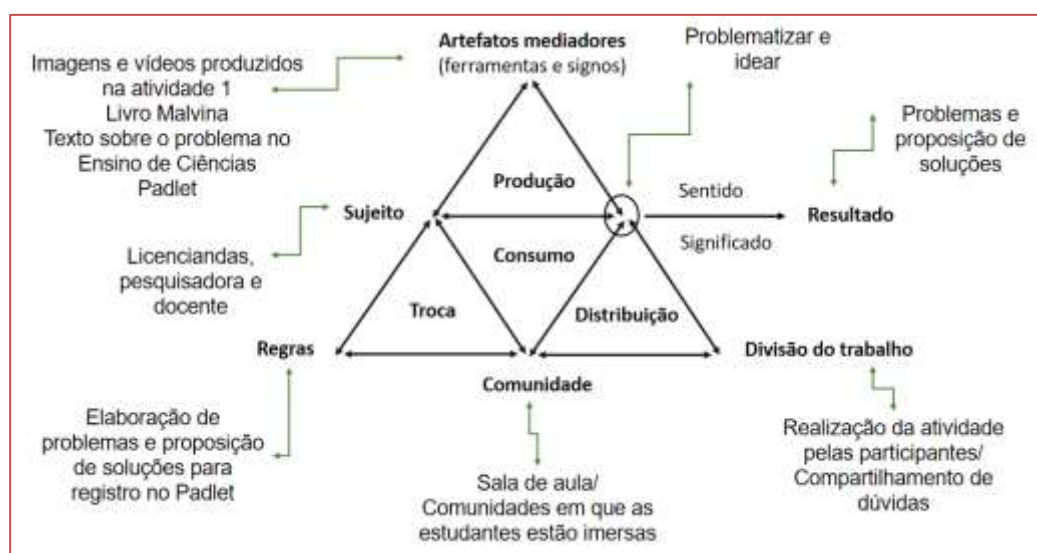 Artefatos mediadores
(ferramentas e signos)
Problematizar e
idear
Imagens e vídeos produzidos
na atividade 1
Livro Malvina
Texto sobre o problema no
Ensino de Ciências
Padlet
Problemas e
proposição de
soluções
Produção
Sentido
Sujeito
Resultado
Significado
Consumo
Licenciandas,
pesquisadora e
docente
Troca
Distribuição
Regras
Divisão do trabalho
Comunidade
Elaboração de
problemas e proposição
de soluções para
registro no Padlet
Sala de aula/
Comunidades em que as
estudantes estão imersas
Realização da atividade
pelas participantes/
Compartilhamento de
dúvidas